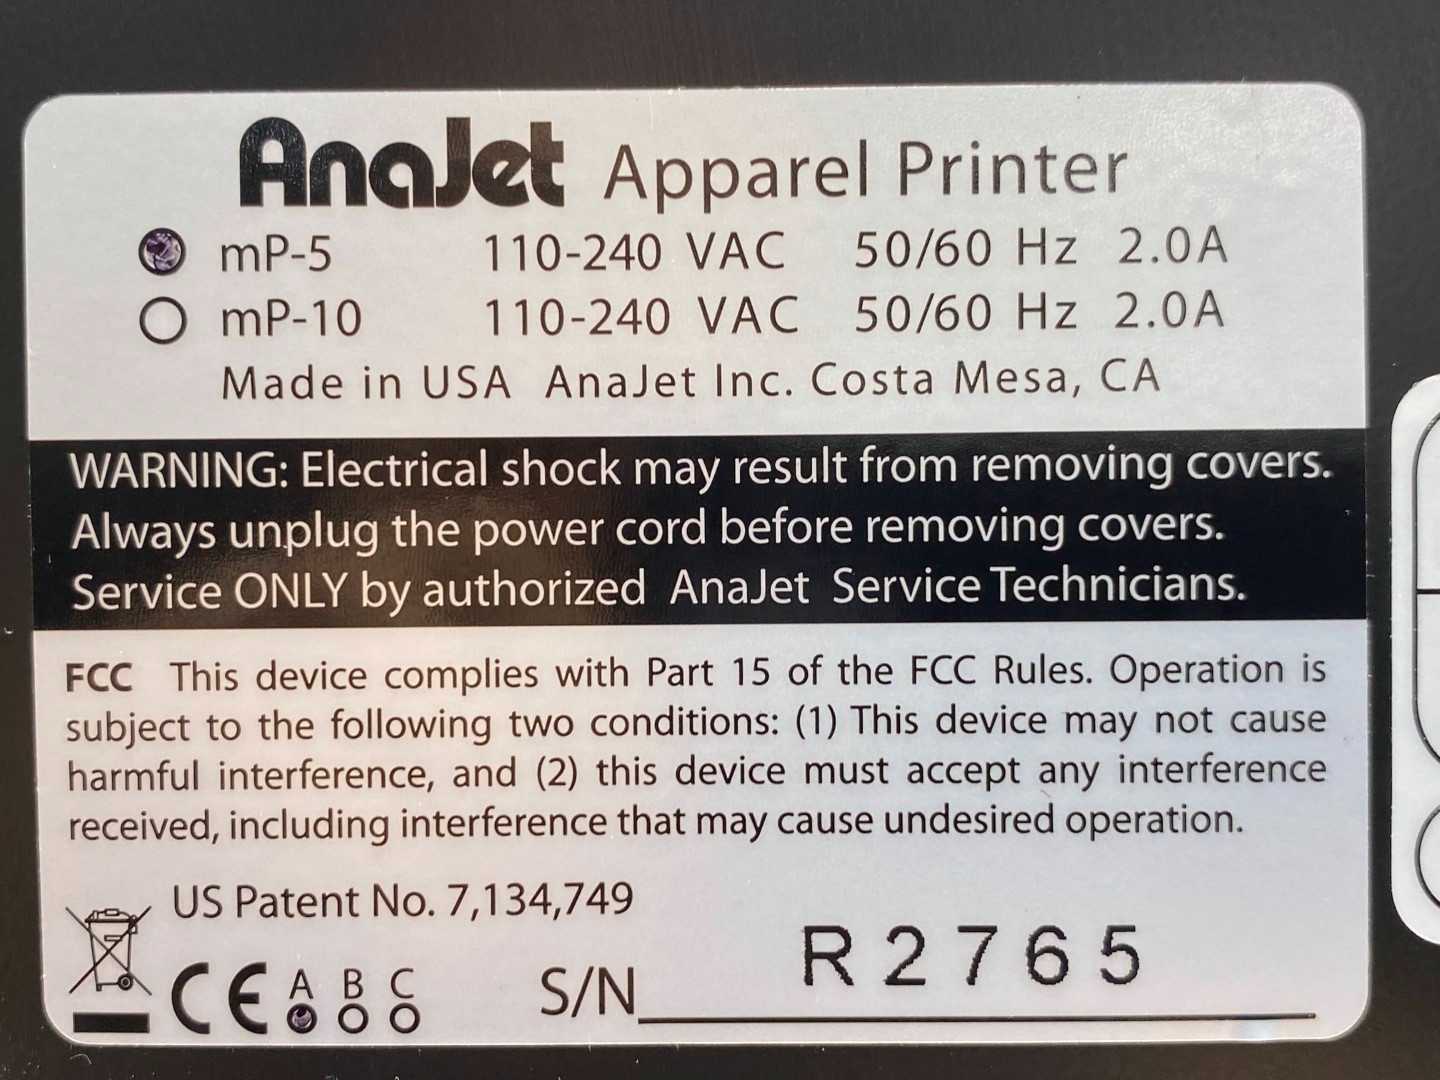 AnaJet Apparel Printer
mP-5 110-240 VAC 50/60 Hz 2.0A
mP-10 110-240 VAC 50/60 Hz 2.0A
Made in USA AnaJet Inc. Costa Mesa, CA
WARNING: Electrical shock may result from removing covers.
Always unplug the power cord before removing covers.
Service ONLY by authorized AnaJet Service Technicians.
FCC This device complies with Part 15 of the FCC Rules. Operation is
subject to the following two conditions: (1) This device may not cause
harmful interference, and (2) this device must accept any interference
received, including interference that may cause undesired operation.
US Patent No. 7,134,749
CE A B C S/N R2765